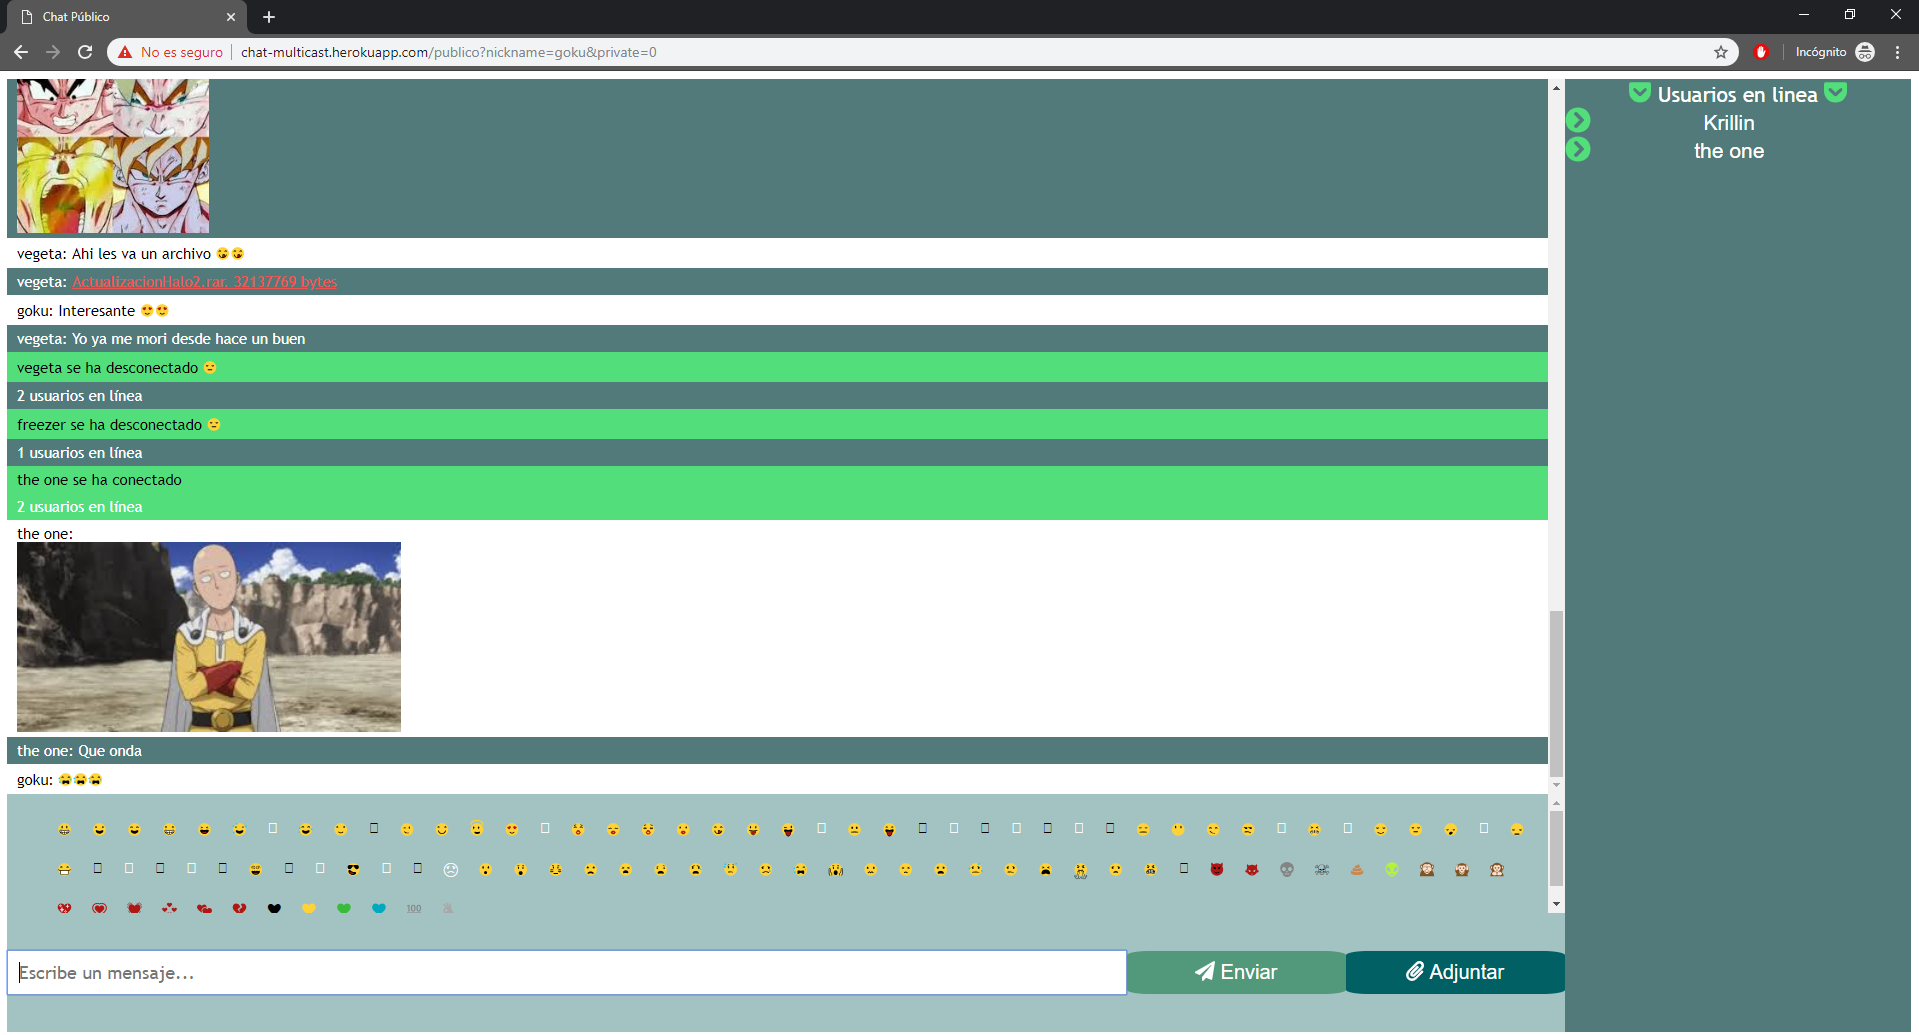 Chat Público
No es seguro
chat-multicast.herokuapp.com/publico?nickname=goku&private=0
Incógnito
vegeta: Ahi les va un archivo 😜😜
vegeta: ActualizacionHalo2.rar. 32137769 bytes
goku: Interesante 😍😍
vegeta: Yo ya me mori desde hace un buen
vegeta se ha desconectado
2 usuarios en línea
freezer se ha desconectado
1 usuarios en línea
the one se ha conectado
2 usuarios en línea
the one:
the one: Que onda
goku: 😭😭😭
100
Escribe un mensaje...
Enviar
Adjuntar
Usuarios en linea
Krillin
the one